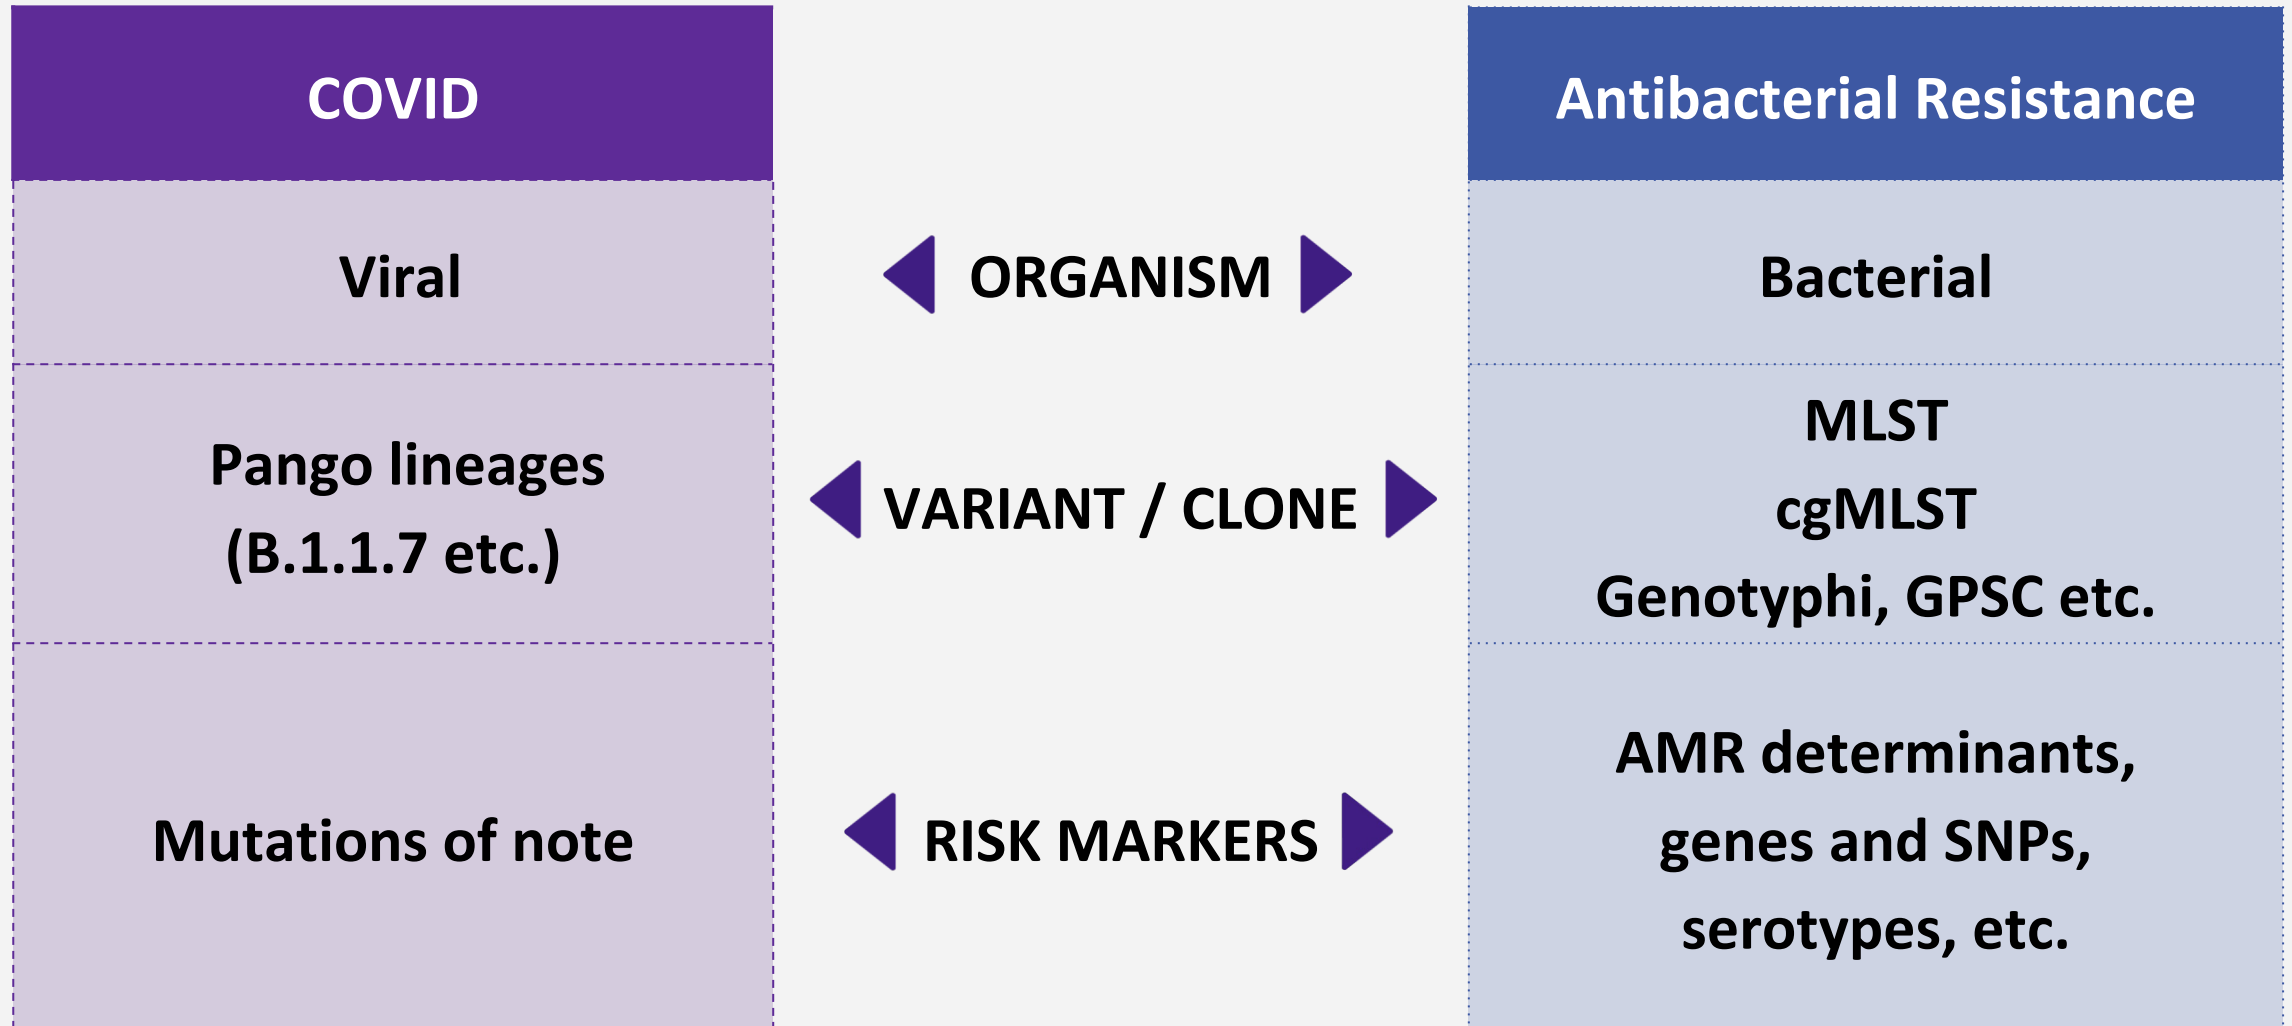 COVID
Antibacterial Resistance
Viral
ORGANISM
Bacterial
Pango lineages
(B.1.1.7 etc.)
VARIANT / CLONE
MLST
cgMLST
Genotyphi, GPSC etc.
Mutations of note
RISK MARKERS
AMR determinants,
genes and SNPs,
serotypes, etc.